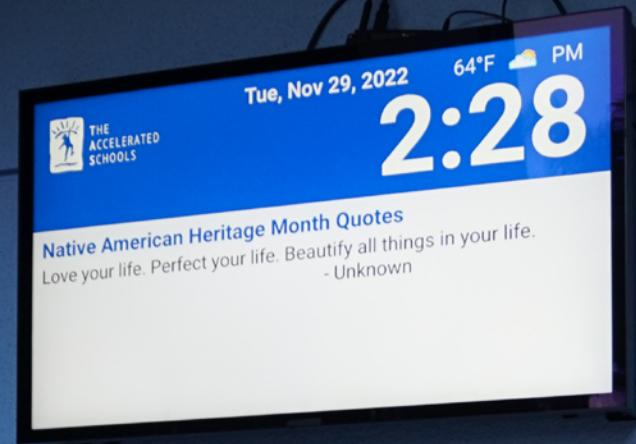 Tue, Nov 29, 2022
64°F PM
2:28
THE
ACCELERATED
SCHOOLS
Native American Heritage Month Quotes
Love your life. Perfect your life. Beautify all things in your life.
- Unknown